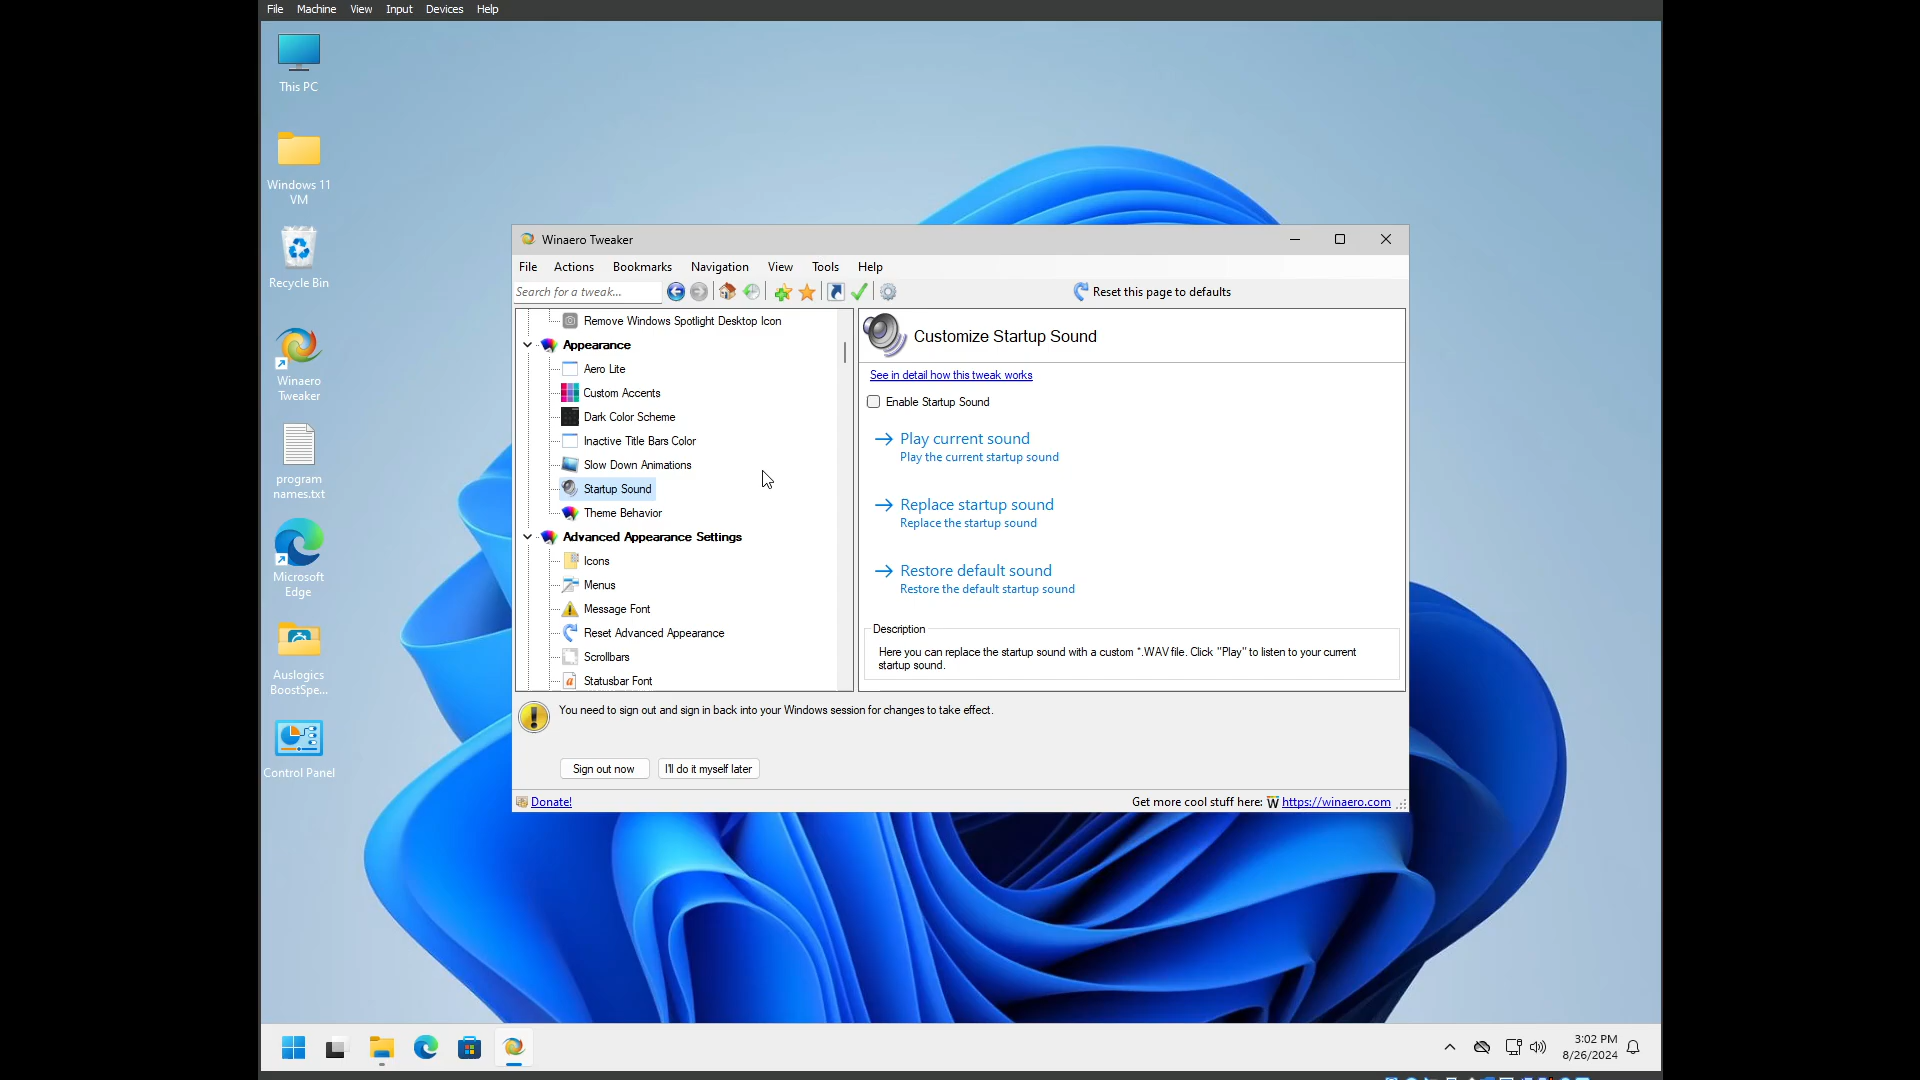 File Machine View Input Devices Help
This PC
Windows 11
VM
Recycle Bin
Winaero
Tweaker
program
names.txt
Microsoft
Edge
Auslogics
BoostSpe...
Control Panel
Winaero Tweaker
File Actions Bookmarks Navigation View Tools Help
Search for a tweak...
Reset this page to defaults
Remove Windows Spotlight Desktop Icon
Appearance
Aero Lite
Custom Accents
Dark Color Scheme
Inactive Title Bars Color
Slow Down Animations
Startup Sound
Theme Behavior
Advanced Appearance Settings
Icons
Menus
Message Font
Reset Advanced Appearance
Scrollbars
Statusbar Font
Customize Startup Sound
See in detail how this tweak works
Enable Startup Sound
Play current sound
Play the current startup sound
Replace startup sound
Replace the startup sound
Restore default sound
Restore the default startup sound
Description
Here you can replace the startup sound with a custom *.WAV file. Click "Play" to listen to your current
startup sound.
You need to sign out and sign in back into your Windows session for changes to take effect.
Sign out now
I'll do it myself later
Donate!
Get more cool stuff here: W https://winaero.com
3:02 PM
8/26/2024